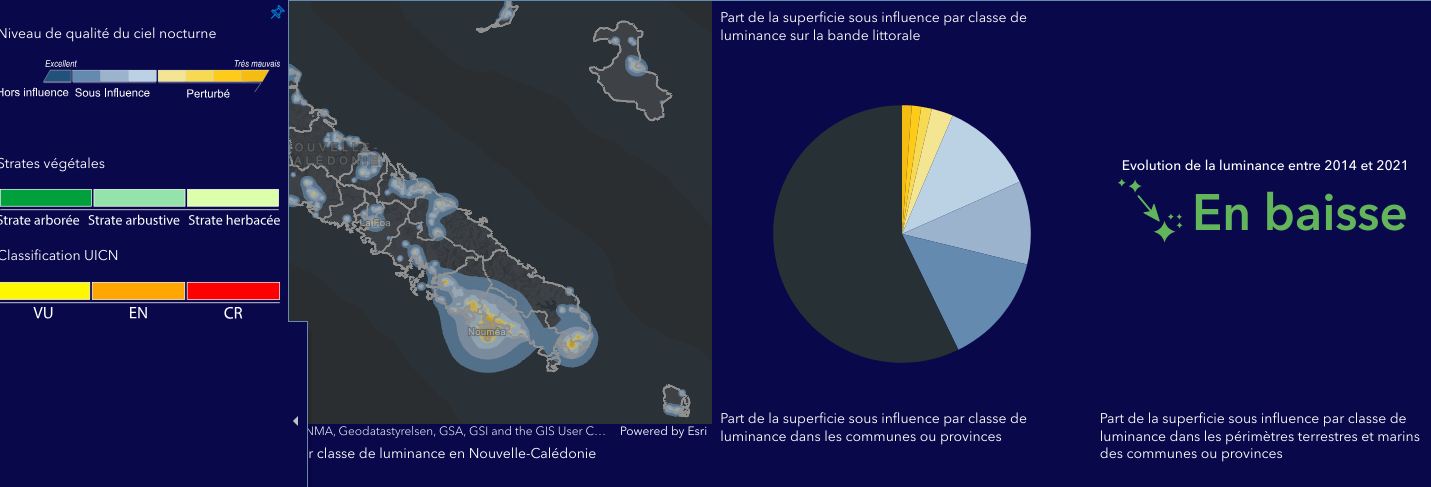 Niveau de qualité du ciel nocturne
Excellent
Très mauvais
Hors influence
Sous Influence
Perturbé
Strates végétales
Strate arborée
Strate arbustive
Strate herbacée
Classification UICN
VU
EN
CR
La Foa
Nouméa
NMA, Geodatastyrelsen, GSA, GSI and the GIS User C...
Powered by Esri
r classe de luminance en Nouvelle-Calédonie
Part de la superficie sous influence par classe de
luminance sur la bande littorale
Part de la superficie sous influence par classe de
luminance dans les communes ou provinces
Evolution de la luminance entre 2014 et 2021
En baisse
Part de la superficie sous influence par classe de
luminance dans les périmètres terrestres et marins
des communes ou provinces